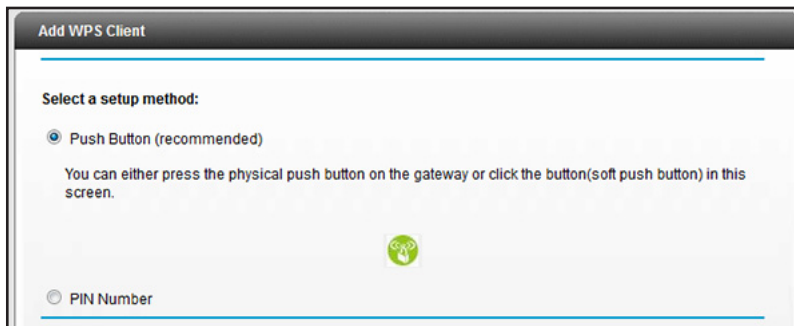 Add WPS Client
Select a setup method:
Push Button (recommended)
You can either press the physical push button on the gateway or click the button(soft push button) in this
screen.
PIN Number